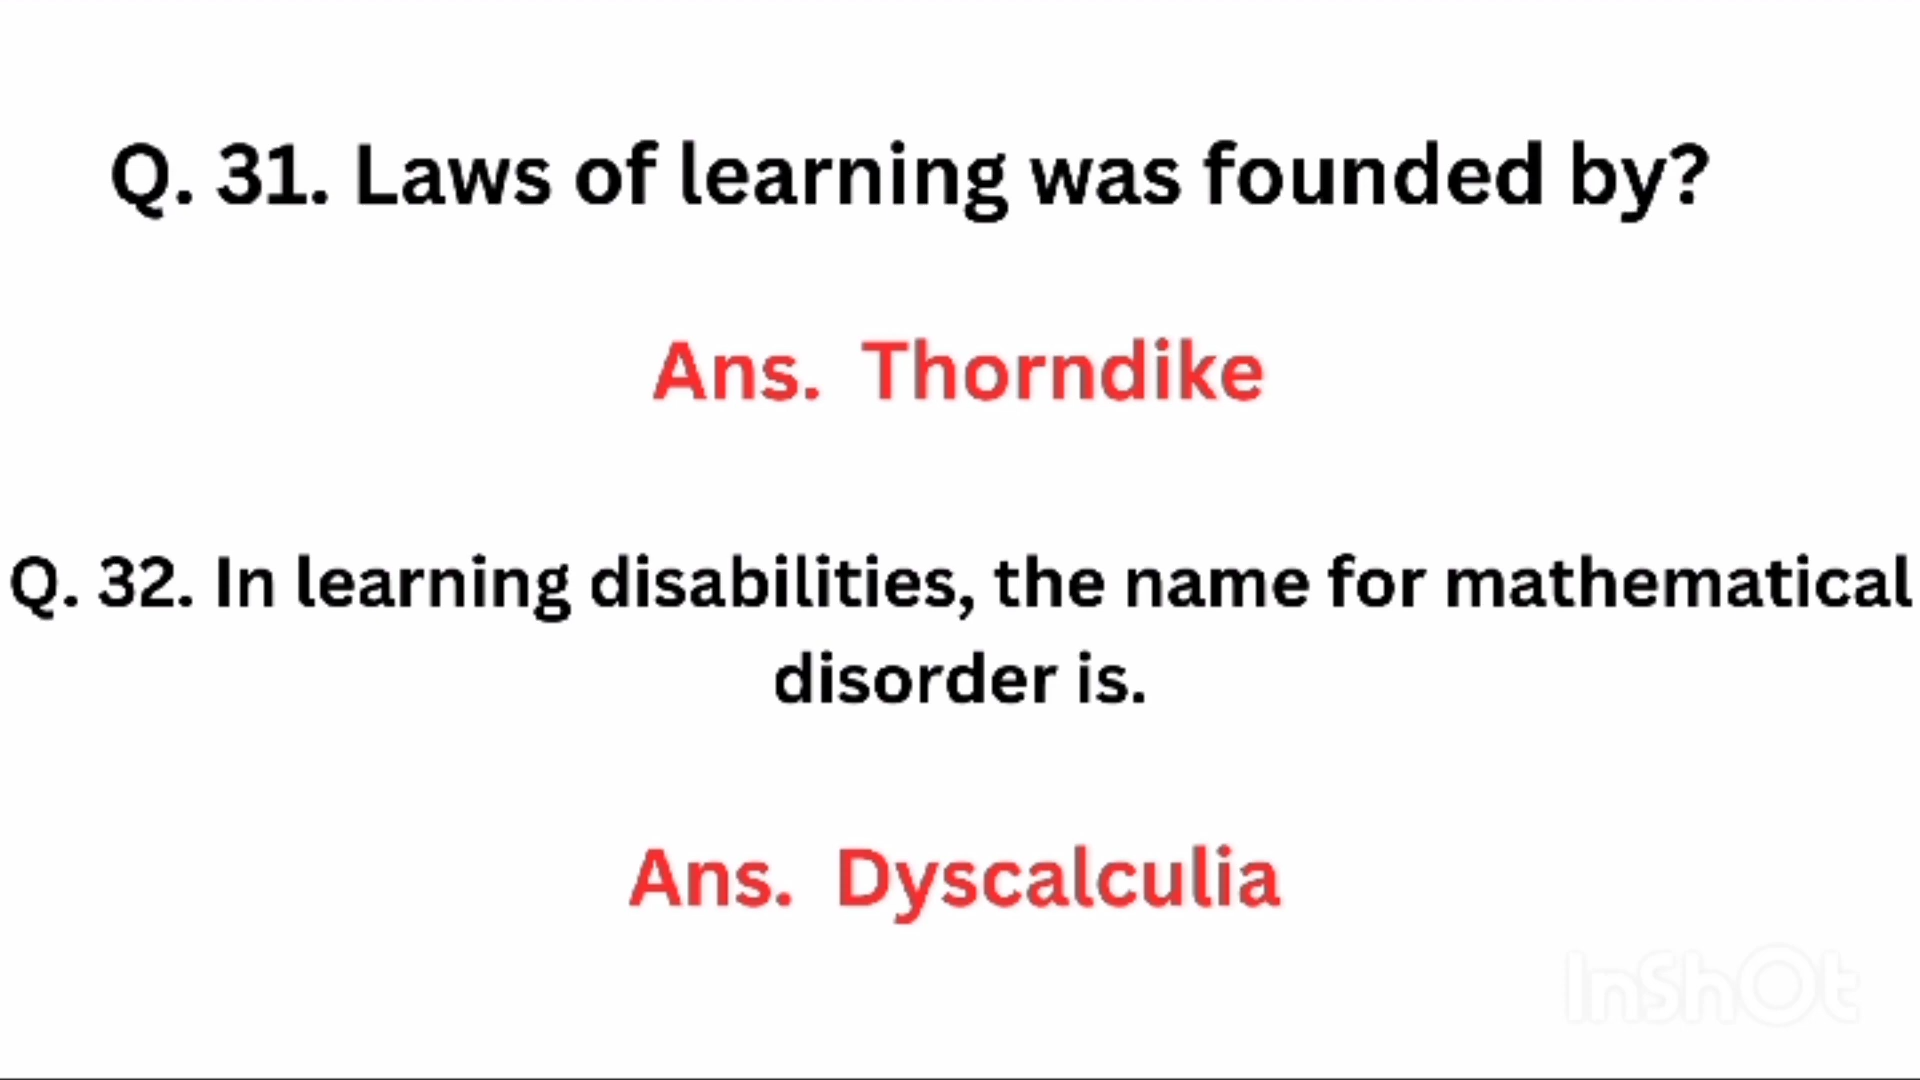 Q. 31. Laws of learning was founded by?
Ans. Thorndike
Q. 32. In learning disabilities, the name for mathematical
disorder is.
Ans. Dyscalculia
InShOt